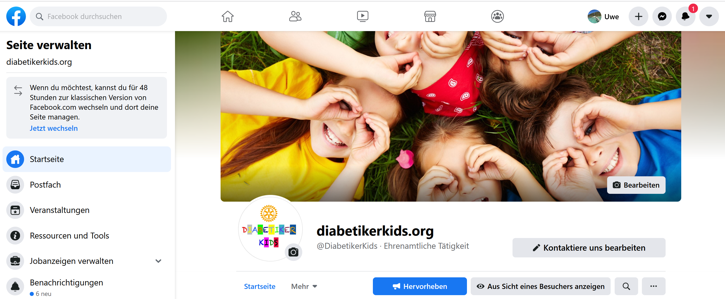 Facebook durchsuchen
Uwe
1
Seite verwalten
diabetikerkids.org
Wenn du möchtest, kannst du für 48
Stunden zur klassischen Version von
Facebook.com wechseln und dort deine
Seite managen.
Jetzt wechseln
Startseite
Postfach
Veranstaltungen
Ressourcen und Tools
Jobanzeigen verwalten
Benachrichtigungen
6 neu
Bearbeiten
DIABETIKER
KIDS
diabetikerkids.org
@DiabetikerKids · Ehrenamtliche Tätigkeit
Kontaktiere uns bearbeiten
Startseite
Mehr
Hervorheben
Aus Sicht eines Besuchers anzeigen